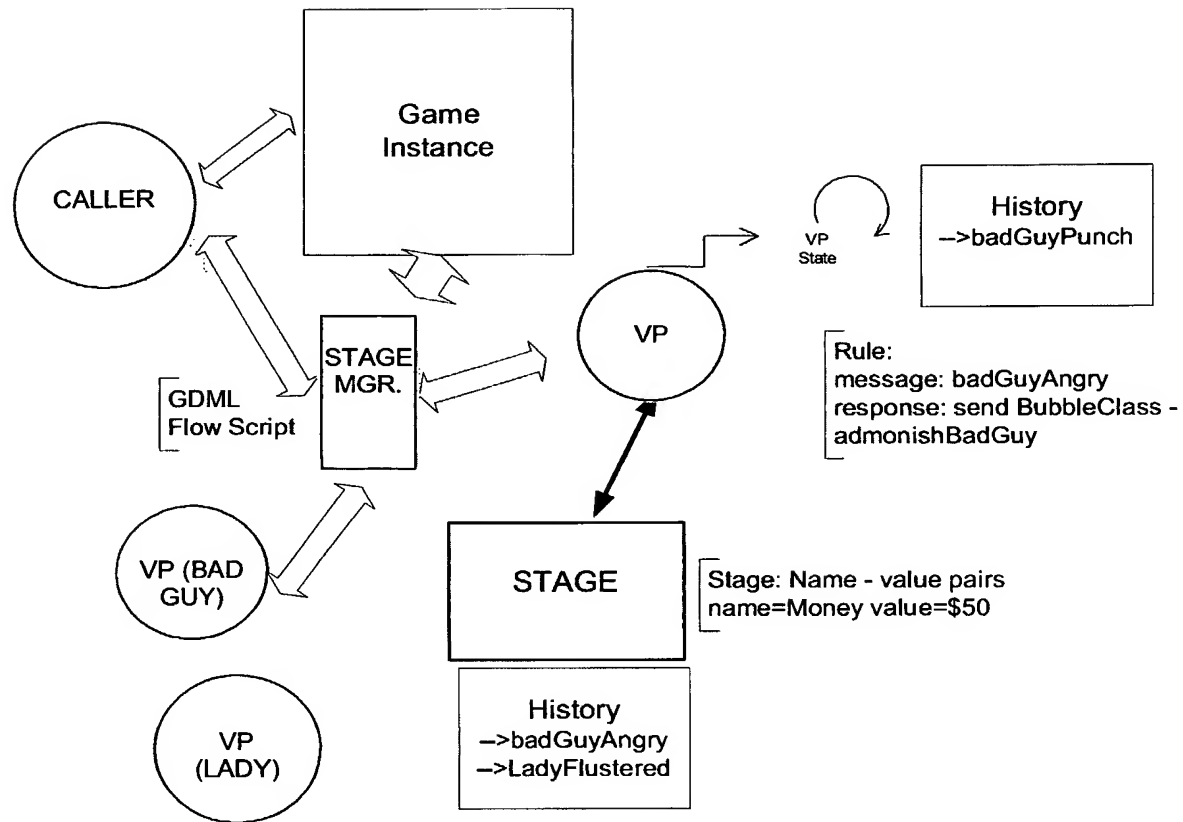 Game
Instance
CALLER
VP
State
History
-->badGuyPunch
STAGE
MGR.
VP
GDML
Flow Script
Rule:
message: badGuyAngry
response: send BubbleClass -
admonishBadGuy
VP (BAD
GUY)
STAGE
Stage: Name - value pairs
name=Money value=$50
VP
(LADY)
History
-->badGuyAngry
-->LadyFlustered